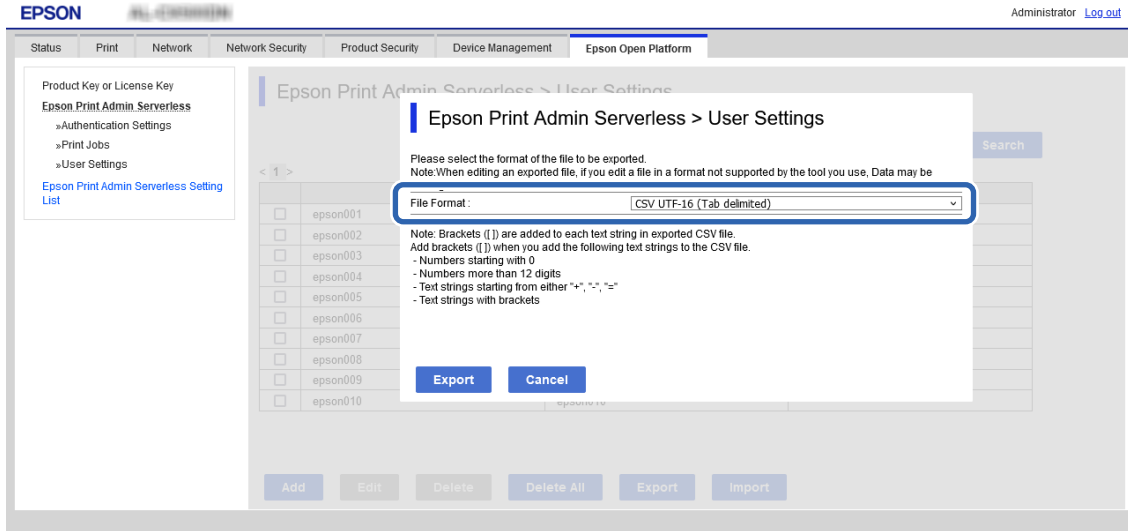 EPSON
Administrator Log out
Status Print Network Network Security Product Security Device Management Epson Open Platform
Product Key or License Key
Epson Print Admin Serverless
»Authentication Settings
»Print Jobs
»User Settings
Epson Print Admin Serverless Setting
List
Epson Print Admin Serverless > User Settings
Search
< 1 >
epson001
epson002
epson003
epson004
epson005
epson006
epson007
epson008
epson009
epson010 epson010
Epson Print Admin Serverless > User Settings
Please select the format of the file to be exported.
Note:When editing an exported file, if you edit a file in a format not supported by the tool you use, Data may be
File Format : CSV UTF-16 (Tab delimited)
Note: Brackets ([ ]) are added to each text string in exported CSV file.
Add brackets ([ ]) when you add the following text strings to the CSV file.
- Numbers starting with 0
- Numbers more than 12 digits
- Text strings starting from either "+", "-", "="
- Text strings with brackets
Export Cancel
Add Edit Delete Delete All Export Import